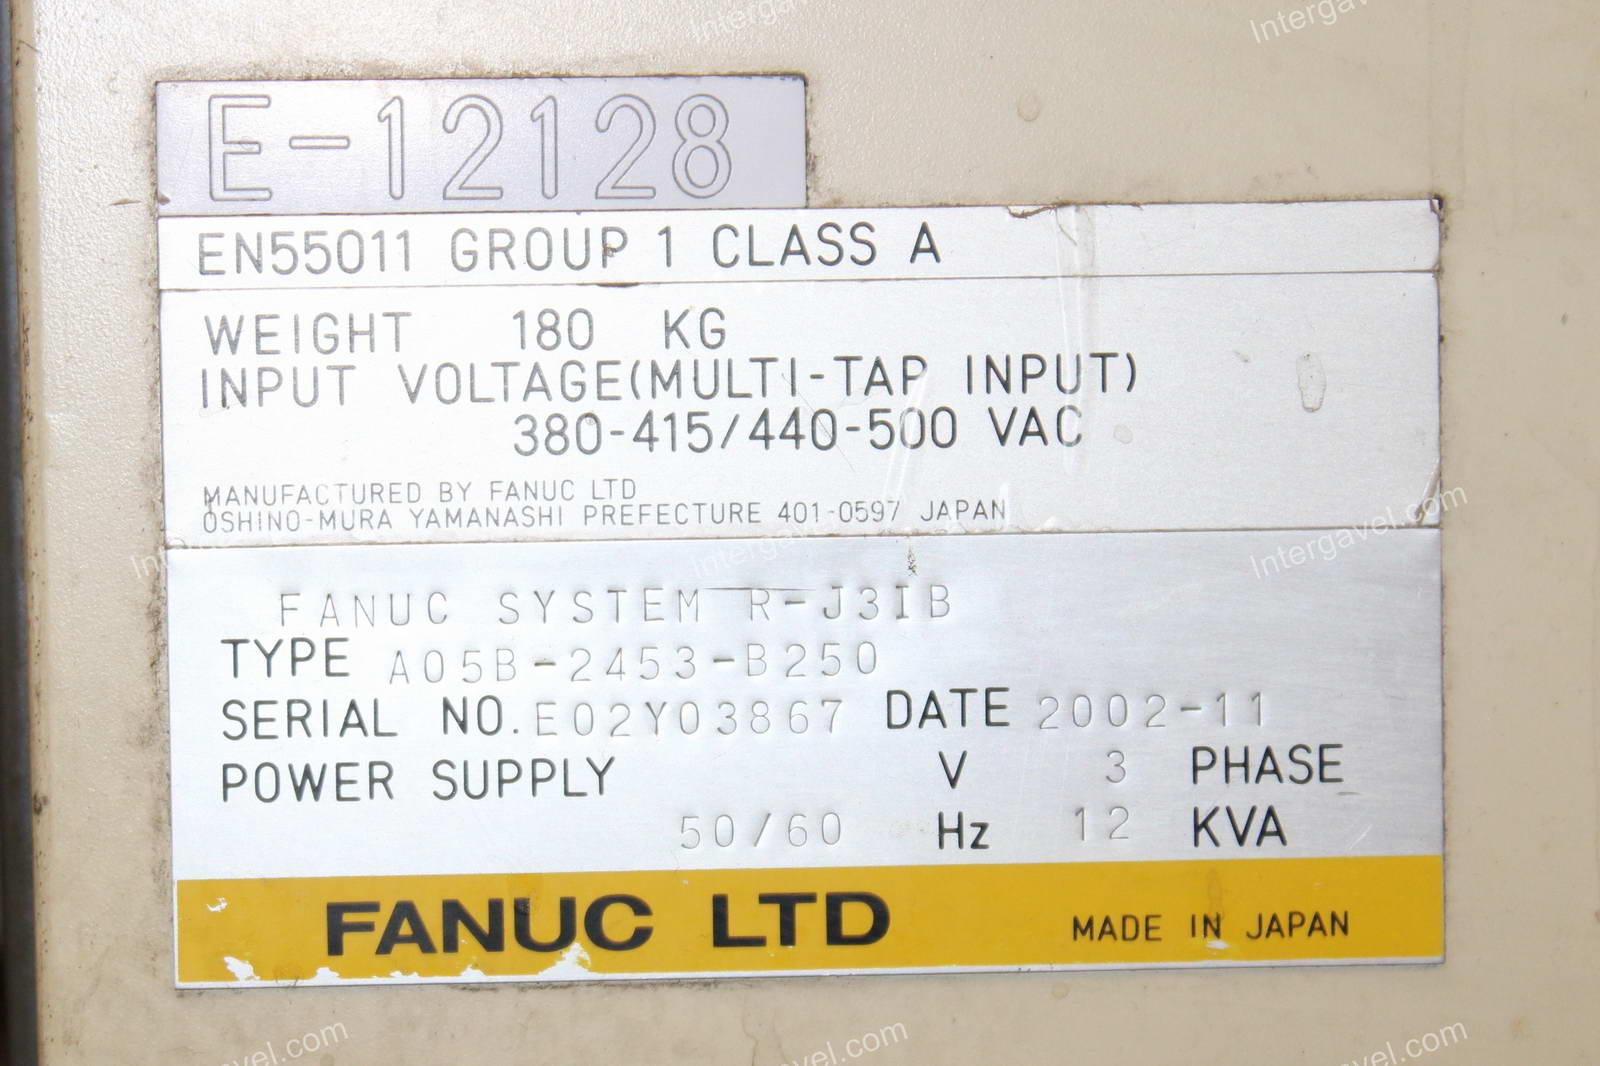 E-12128
EN55011 GROUP 1 CLASS A
WEIGHT 180 KG
INPUT VOLTAGE(MULTI-TAP INPUT)
380-415/440-500 VAC
MANUFACTURED BY FANUC LTD
OSHINO-MURA YAMANASHI PREFECTURE 401-0597 JAPAN
FANUC SYSTEM R-J3IB
TYPE A05B-2453-B250
SERIAL NO. E02Y03867 DATE 2002-11
POWER SUPPLY V 3 PHASE
50/60 Hz 12 KVA
FANUC LTD MADE IN JAPAN
Intergavel.com